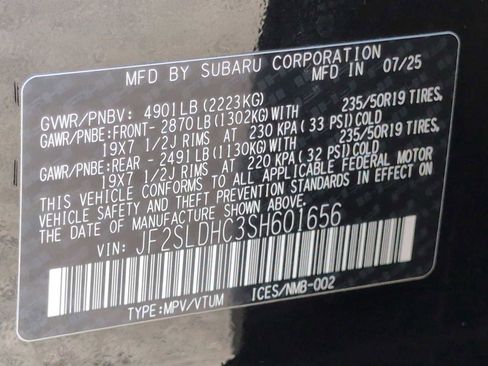 MFD BY SUBARU CORPORATION MFD IN 07/25
GVWR/PNBV: 4901LB(2223KG)
GAWR/PNBE:FRONT- 2870LB(1302KG)WITH 235/50R19 TIRES,
19X7 1/2J RIMS AT 230 KPA(33 PSI)COLD
GAWR/PNBE:REAR - 2491LB(1130KG)WITH 235/50R19 TIRES,
19X7 1/2J RIMS AT 220 KPA(32 PSI)COLD
THIS VEHICLE CONFORMS TO ALL APPLICABLE FEDERAL MOTOR
VEHICLE SAFETY AND THEFT PREVENTION STANDARDS IN EFFECT ON
THE DATE OF MANUFACTURE SHOWN ABOVE.
VIN: JF2SLDHC3SH601656
TYPE:MPV/VTUM ICES/NMB-002